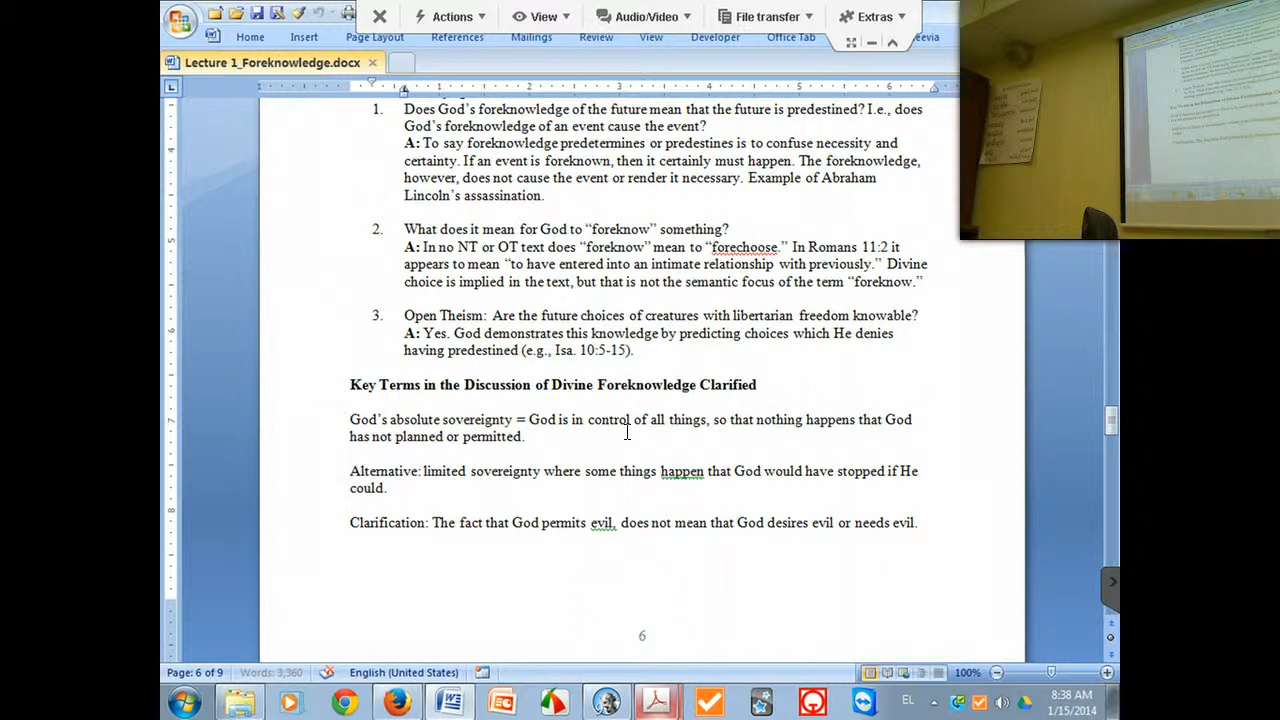 Actions
View
Audio/Video
File transfer
Extras
Home
Insert
Page Layout
References
Mailings
Review
View
Developer
Office Tab
Lecture 1_Foreknowledge.docx
1. Does God's foreknowledge of the future mean that the future is predestined? I.e., does
God's foreknowledge of an event cause the event?
A: To say foreknowledge predetermines or predestines is to confuse necessity and
certainty. If an event is foreknown, then it certainly must happen. The foreknowledge,
however, does not cause the event or render it necessary. Example of Abraham
Lincoln's assassination.
2. What does it mean for God to “foreknow” something?
A: In no NT or OT text does “foreknow” mean to “forechoose.” In Romans 11:2 it
appears to mean “to have entered into an intimate relationship with previously.” Divine
choice is implied in the text, but that is not the semantic focus of the term “foreknow.”
3. Open Theism: Are the future choices of creatures with libertarian freedom knowable?
A: Yes. God demonstrates this knowledge by predicting choices which He denies
having predestined (e.g., Isa. 10:5-15).
Key Terms in the Discussion of Divine Foreknowledge Clarified
God's absolute sovereignty = God is in control of all things, so that nothing happens that God
has not planned or permitted.
Alternative: limited sovereignty where some things happen that God would have stopped if He
could.
Clarification: The fact that God permits evil, does not mean that God desires evil or needs evil.
6
Page: 6 of 9
Words: 3,360
English (United States)
100%
EL
8:38 AM
1/15/2014